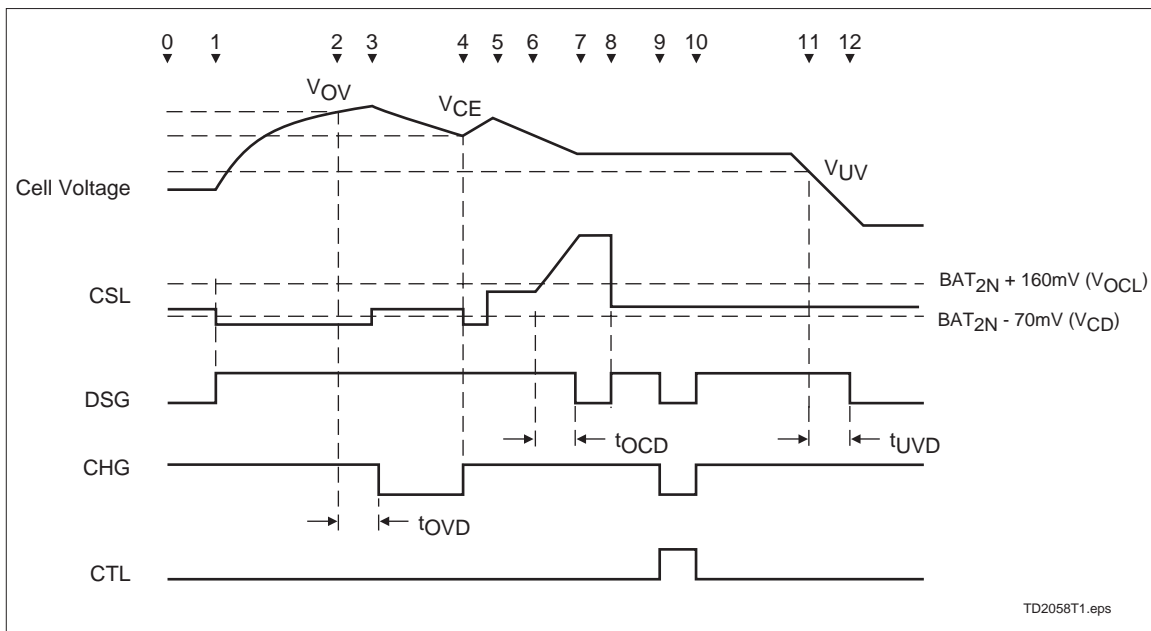 0 1 2 3 4 5 6 7 8 9 10 11 12
VOV
VCE
VUV
Cell Voltage
CSL
BAT2N + 160mV (VOCL)
BAT2N - 70mV (VCD)
DSG
tOCD
tUVD
CHG
tOVD
CTL
TD2058T1.eps